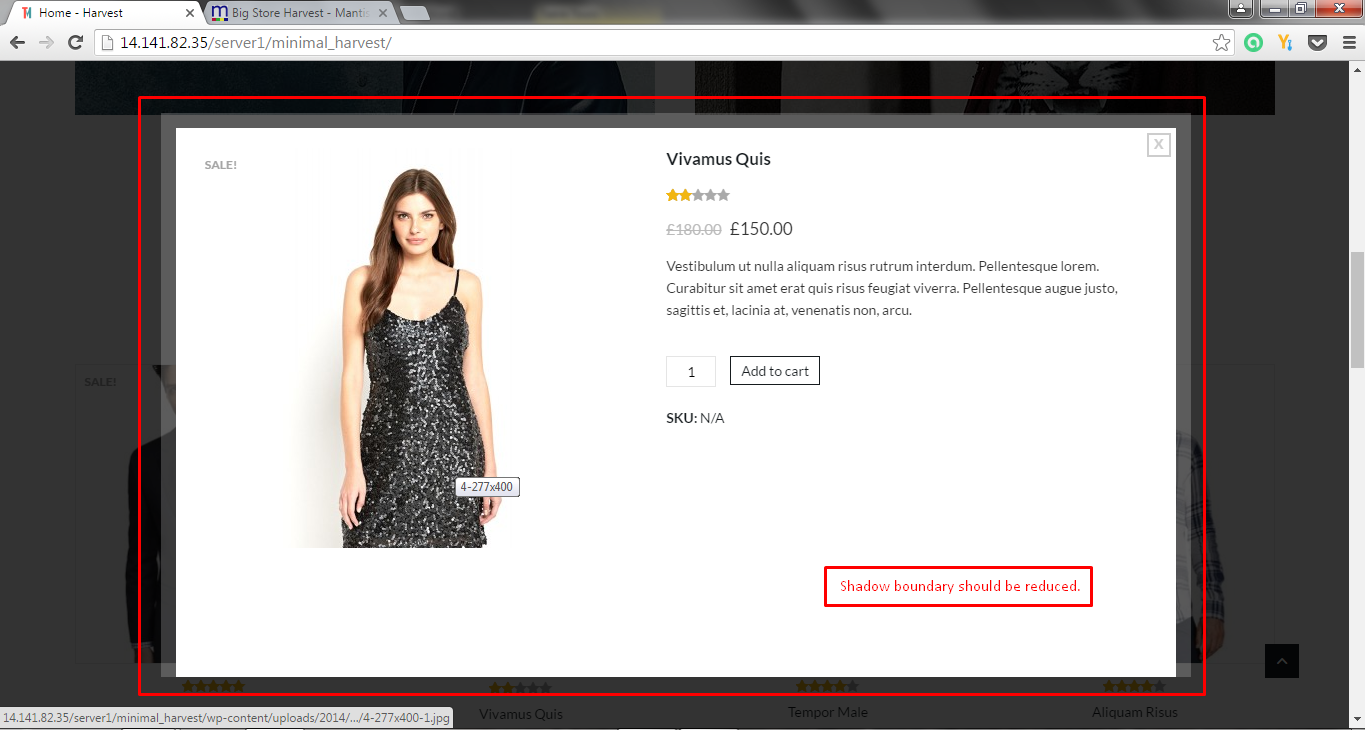 Home - Harvest
Big Store Harvest - Mantis
14.141.82.35/server1/minimal_harvest/
SALE!
Vivamus Quis
X
£180.00 £150.00
Vestibulum ut nulla aliquam risus rutrum interdum. Pellentesque lorem.
Curabitur sit amet erat quis risus feugiat viverra. Pellentesque augue justo,
sagittis et, lacinia at, venenatis non, arcu.
SALE!
1 Add to cart
SKU: N/A
4-277x400
Shadow boundary should be reduced.
14.141.82.35/server1/minimal_harvest/wp-content/uploads/2014/.../4-277x400-1.jpg
Vivamus Quis
Tempor Male
Aliquam Risus